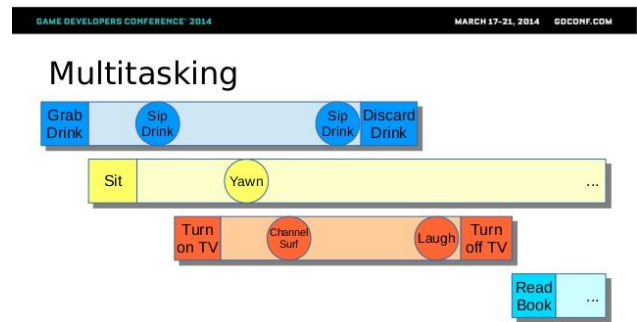 GAME DEVELOPERS CONFERENCE® 2014
MARCH 17-21, 2014 GDCONF.COM
Multitasking
Grab
Drink
Sip
Drink
Sip
Drink
Discard
Drink
Sit
Yawn
...
Turn
on TV
Channel
Surf
Laugh
Turn
off TV
Read
Book
...